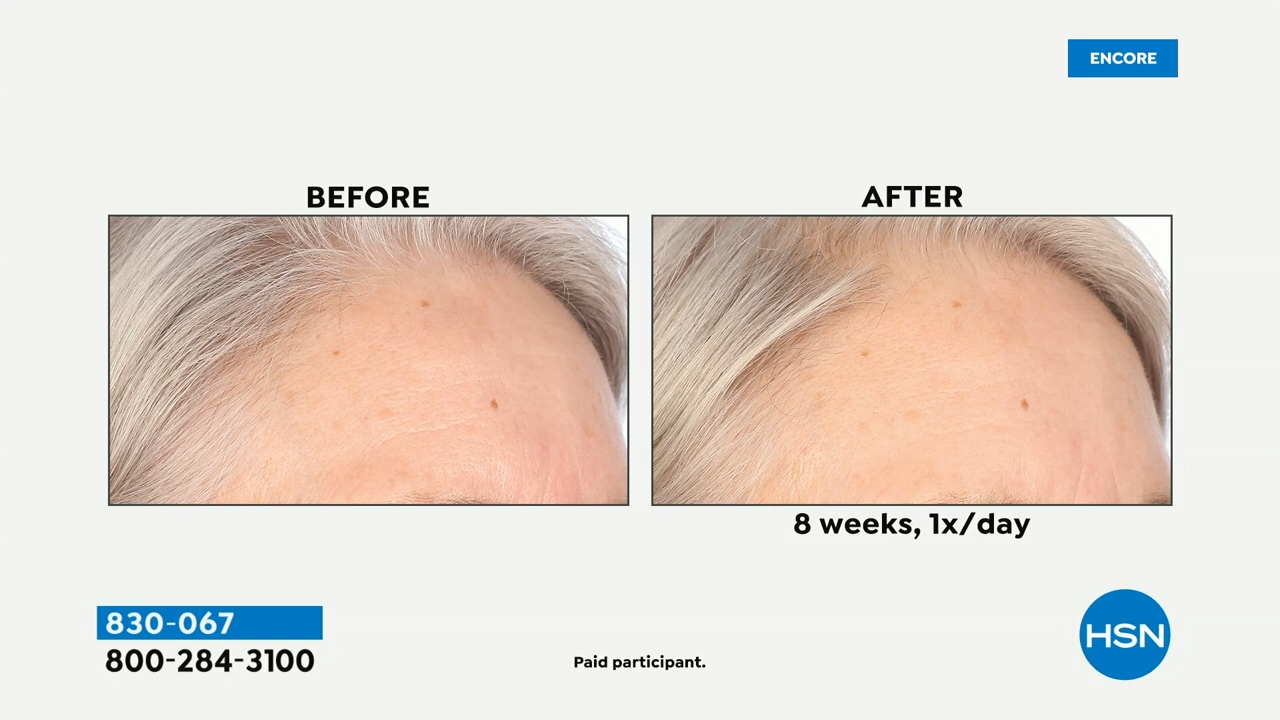 ENCORE
BEFORE
AFTER
8 weeks, 1x/day
830-067
800-284-3100
Paid participant.
HSN